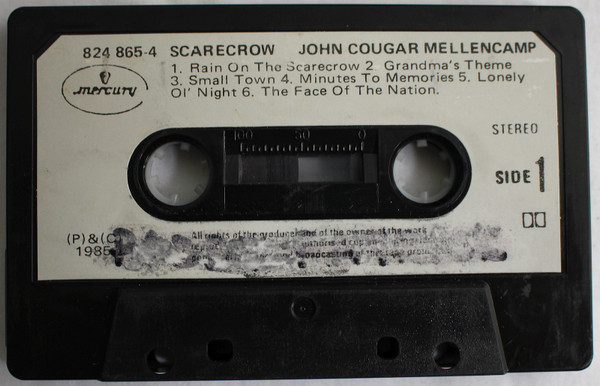 824 865-4 SCARECROW JOHN COUGAR MELLENCAMP
1. Rain On The Scarecrow 2. Grandma's Theme
3. Small Town 4. Minutes To Memories 5. Lonely
Ol' Night 6. The Face Of The Nation.
mercury
100 50 0
STEREO
SIDE 1
All rights of the producer and of the owner of the work
(P)&(C)
1985